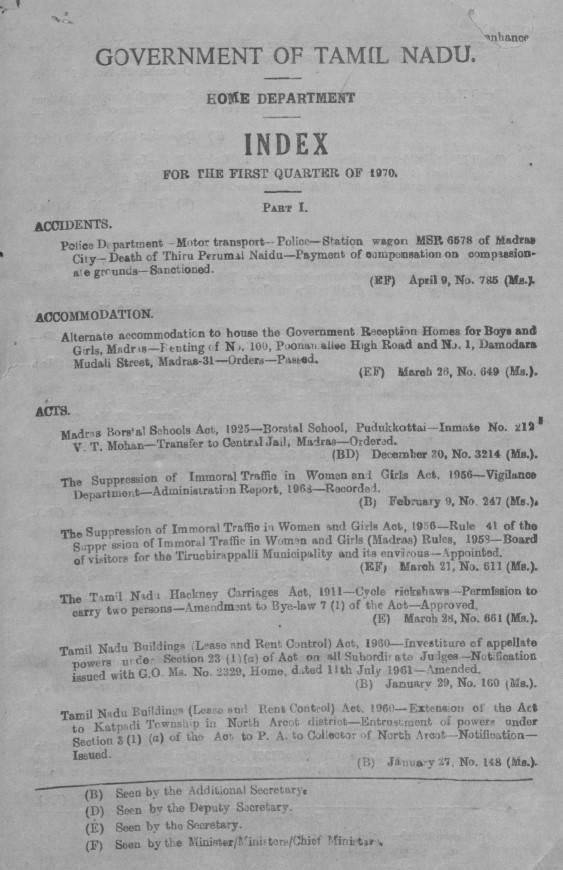 enhance
GOVERNMENT OF TAMIL NADU.
HOME DEPARTMENT
INDEX
FOR THE FIRST QUARTER OF 1970.
PART I.
ACCIDENTS.
Police Department—Motor transport—Police—Station wagon MSR 6578 of Madras
City—Death of Thiru Perumal Naidu—Payment of compensation on compassion-
ate grounds—Sanctioned.
(EF) April 9, No. 785 (Ms.).
ACCOMMODATION.
Alternate accommodation to house the Government Reception Homes for Boys and
Girls, Madras—Renting of No. 100, Poonamallee High Road and No. 1, Damodara
Mudali Street, Madras-31—Orders—Passed.
(EF) March 26, No. 649 (Ms.).
ACTS.
Madras Borstal Schools Act, 1925—Borstal School, Pudukkottai—Inmate No. 212
V. T. Mohan—Transfer to Central Jail, Madras—Ordered.
(BD) December 30, No. 3214 (Ms.).
The Suppression of Immoral Traffic in Women and Girls Act, 1956—Vigilance
Department—Administration Report, 1968—Recorded.
(B) February 9, No. 247 (Ms.).
The Suppression of Immoral Traffic in Women and Girls Act, 1956—Rule 41 of the
Suppression of Immoral Traffic in Women and Girls (Madras) Rules, 1958—Board
of visitors for the Tiruchirappalli Municipality and its environs—Appointed.
(EF) March 21, No. 611 (Ms.).
The Tamil Nadu Hackney Carriages Act, 1911—Cycle rickshaws—Permission to
carry two persons—Amendment to Bye-law 7 (1) of the Act—Approved.
(E) March 28, No. 661 (Ms.).
Tamil Nadu Buildings (Lease and Rent Control) Act, 1960—Investiture of appellate
powers under Section 23 (1) (a) of Act on all Subordinate Judges—Notification
issued with G.O. Ms. No. 2329, Home, dated 11th July 1961—Amended.
(B) January 29, No. 160 (Ms.).
Tamil Nadu Buildings (Lease and Rent Control) Act, 1960—Extension of the Act
to Katpadi Township in North Arcot district—Entrustment of powers under
Section 3 (1) (a) of the Act to P. A. to Collector of North Arcot—Notification—
Issued.
(B) January 27, No. 148 (Ms.).
(B) Seen by the Additional Secretary.
(D) Seen by the Deputy Secretary.
(E) Seen by the Secretary.
(F) Seen by the Minister/Ministers/Chief Minister.